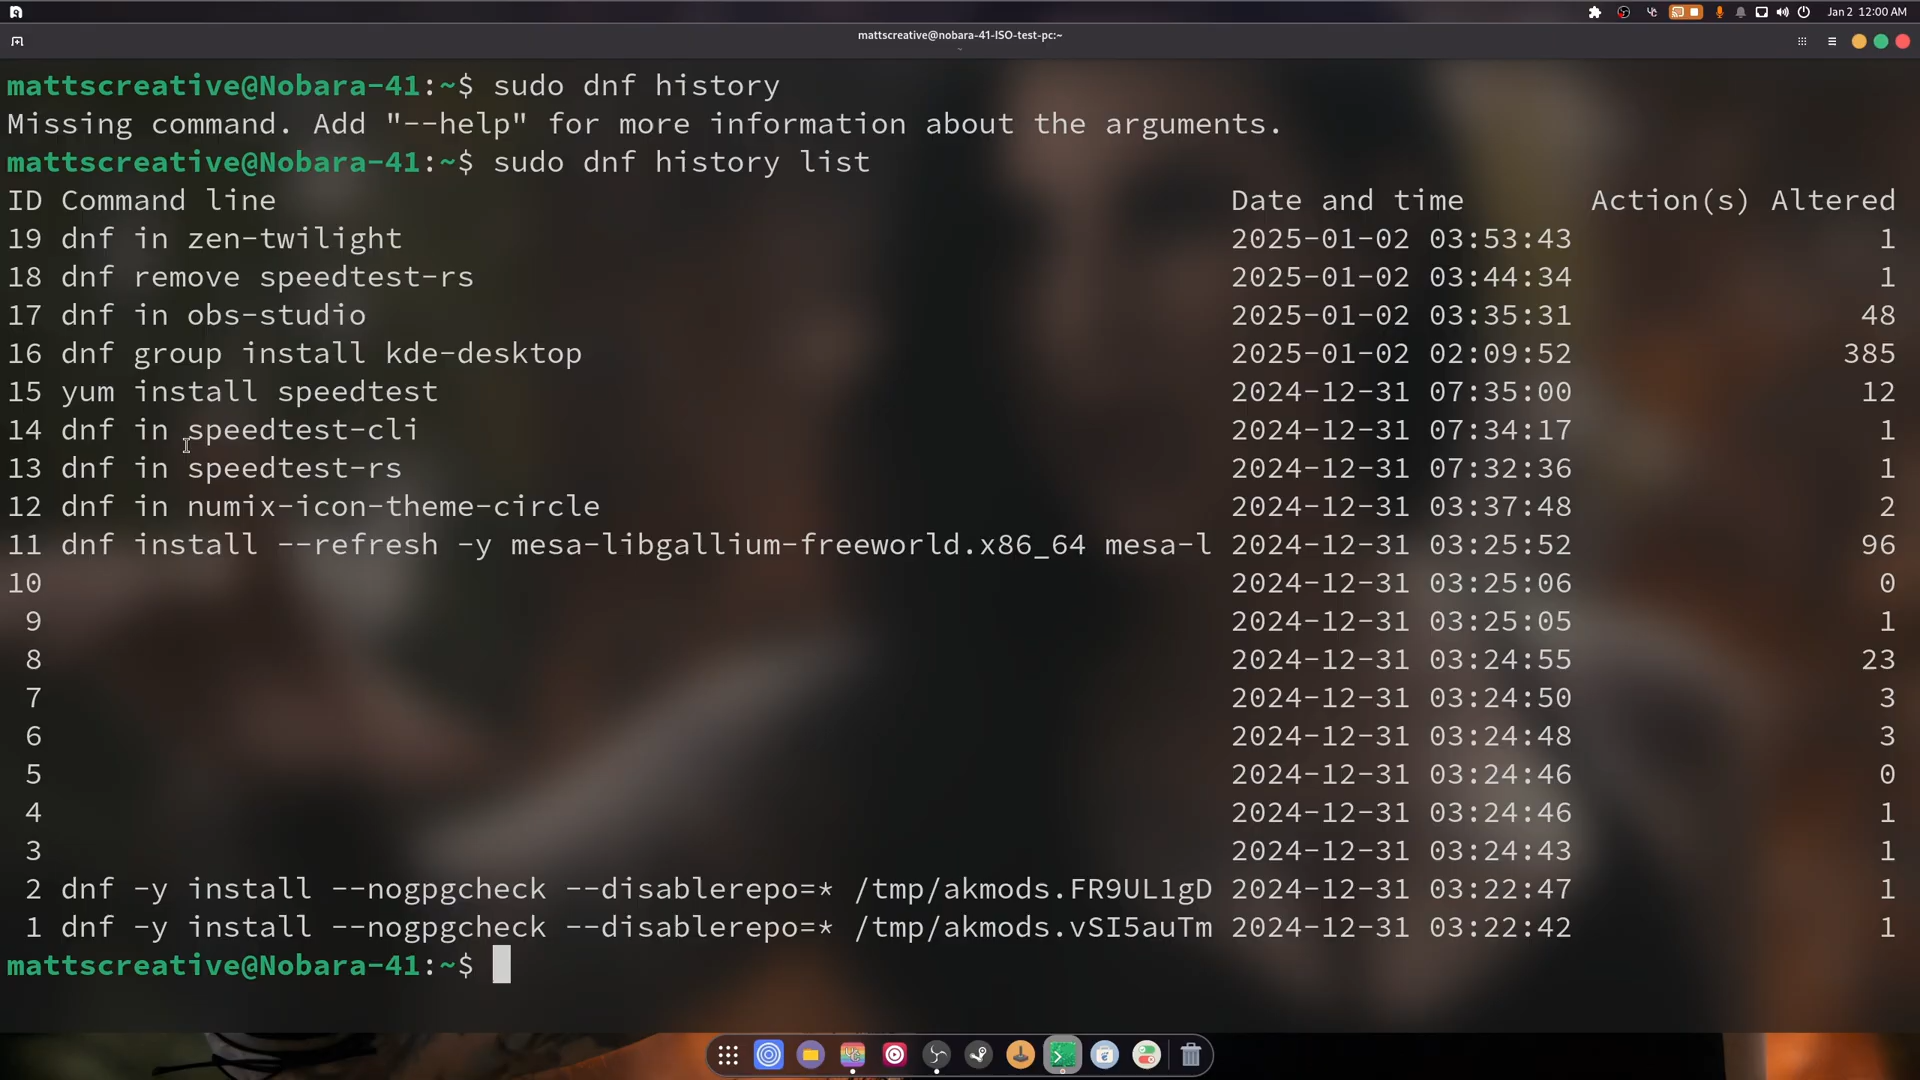 Jan 2 12:00 AM
mattscreative@nobara-41-ISO-test-pc:~
mattscreative@Nobara-41:~$ sudo dnf history
Missing command. Add "--help" for more information about the arguments.
mattscreative@Nobara-41:~$ sudo dnf history list
ID Command line Date and time Action(s) Altered
19 dnf in zen-twilight 2025-01-02 03:53:43 1
18 dnf remove speedtest-rs 2025-01-02 03:44:34 1
17 dnf in obs-studio 2025-01-02 03:35:31 48
16 dnf group install kde-desktop 2025-01-02 02:09:52 385
15 yum install speedtest 2024-12-31 07:35:00 12
14 dnf in speedtest-cli 2024-12-31 07:34:17 1
13 dnf in speedtest-rs 2024-12-31 07:32:36 1
12 dnf in numix-icon-theme-circle 2024-12-31 03:37:48 2
11 dnf install --refresh -y mesa-libgallium-freeworld.x86_64 mesa-l 2024-12-31 03:25:52 96
10 2024-12-31 03:25:06 0
9 2024-12-31 03:25:05 1
8 2024-12-31 03:24:55 23
7 2024-12-31 03:24:50 3
6 2024-12-31 03:24:48 3
5 2024-12-31 03:24:46 0
4 2024-12-31 03:24:46 1
3 2024-12-31 03:24:43 1
2 dnf -y install --nogpgcheck --disablerepo=* /tmp/akmods.FR9UL1gD 2024-12-31 03:22:47 1
1 dnf -y install --nogpgcheck --disablerepo=* /tmp/akmods.vSI5auTm 2024-12-31 03:22:42 1
mattscreative@Nobara-41:~$